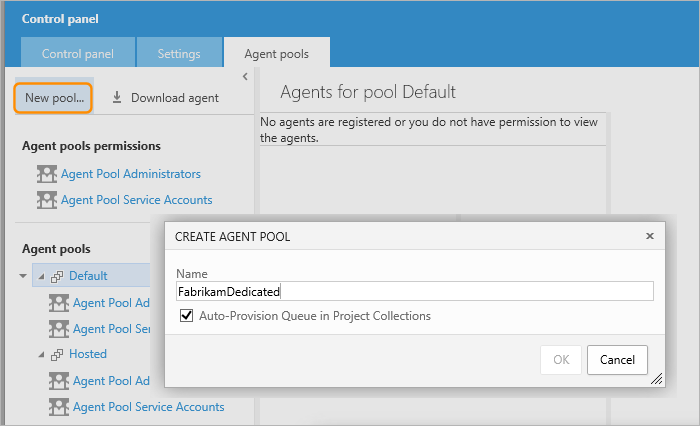 Control panel
Control panel
Settings
Agent pools
New pool...
Download agent
Agent pools permissions
Agent Pool Administrators
Agent Pool Service Accounts
Agent pools
Default
Agent Pool Ad
Agent Pool Se
Hosted
Agent Pool Ad
Agent Pool Service Accounts
Agents for pool Default
No agents are registered or you do not have permission to view
the agents.
CREATE AGENT POOL
Name
FabrikamDedicated
Auto-Provision Queue in Project Collections
OK
Cancel